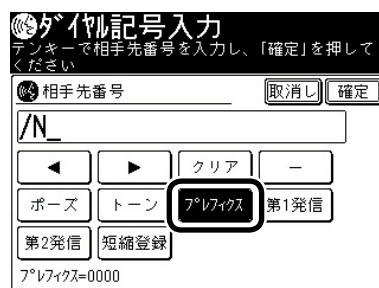 ダイヤル記号入力
テンキーで相手先番号を入力し、「確定」を押して
ください
相手先番号 取消し 確定
/N_
◀ ▶ クリア −
ポーズ トーン プレフィクス 第1発信
第2発信 短縮登録
プレフィクス=0000